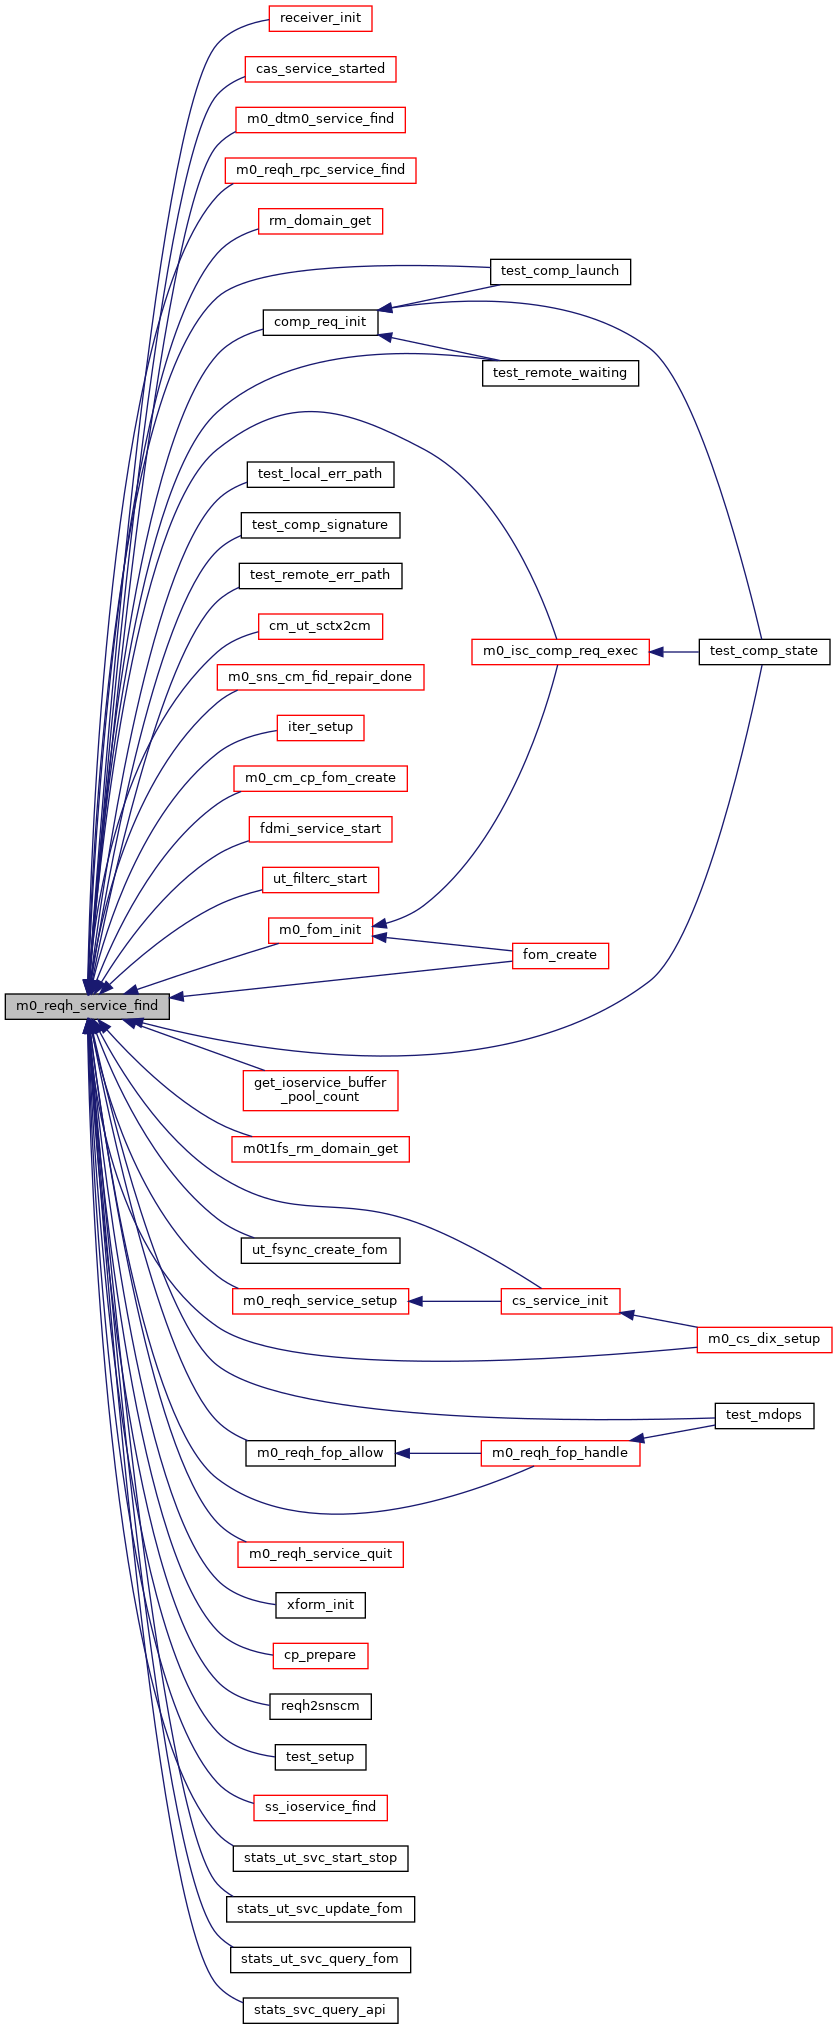 receiver_init
cas_service_started
m0_dtm0_service_find
m0_reqh_rpc_service_find
rm_domain_get
test_comp_launch
comp_req_init
test_remote_waiting
test_local_err_path
test_comp_signature
test_remote_err_path
cm_ut_sctx2cm
m0_isc_comp_req_exec
test_comp_state
m0_sns_cm_fid_repair_done
iter_setup
m0_cm_cp_fom_create
fdmi_service_start
ut_filterc_start
m0_fom_init
fom_create
m0_reqh_service_find
get_ioservice_buffer
_pool_count
m0t1fs_rm_domain_get
ut_fsync_create_fom
m0_reqh_service_setup
cs_service_init
m0_cs_dix_setup
test_mdops
m0_reqh_fop_allow
m0_reqh_fop_handle
m0_reqh_service_quit
xform_init
cp_prepare
reqh2snscm
test_setup
ss_ioservice_find
stats_ut_svc_start_stop
stats_ut_svc_update_fom
stats_ut_svc_query_fom
stats_svc_query_api